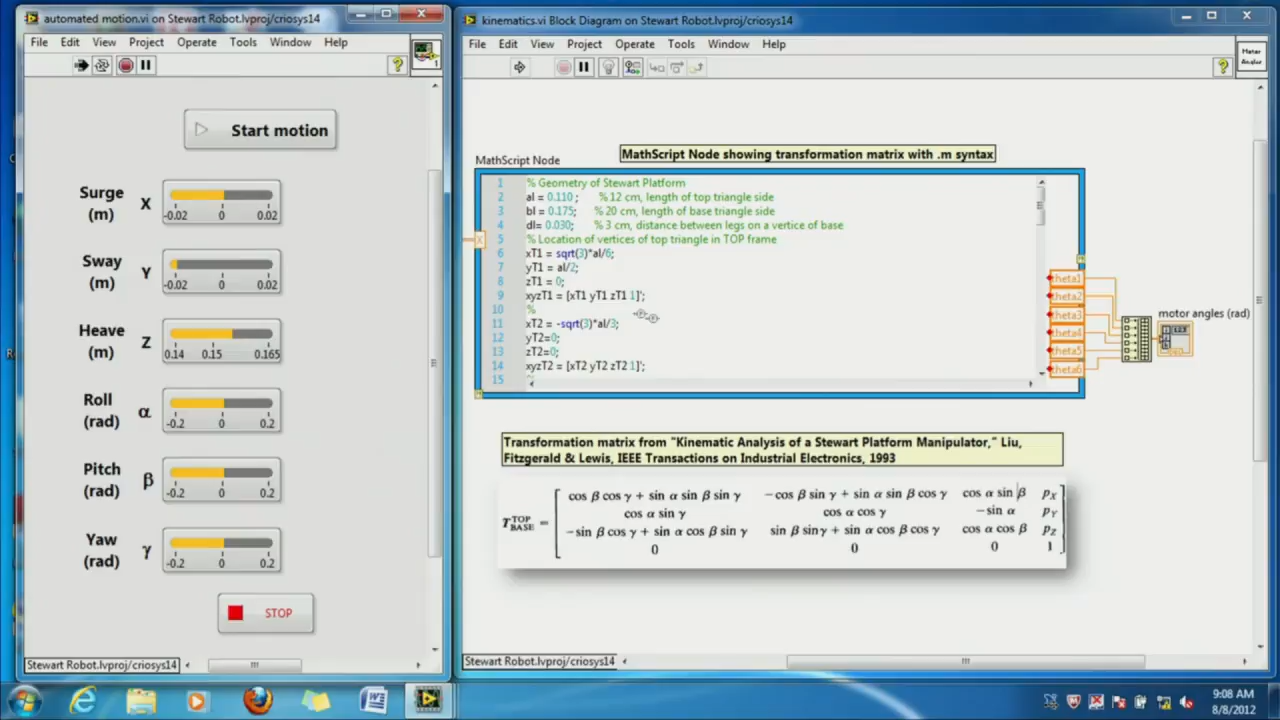 automated motion.vi on Stewart Robot.lvproj/criosys14
File Edit View Project Operate Tools Window Help
1
Start motion
Surge
(m)
X
-0.02 0 0.02
Sway
(m)
Y
-0.02 0 0.02
Heave
(m)
Z
0.14 0.15 0.165
Roll
(rad)
α
-0.2 0 0.2
Pitch
(rad)
β
-0.2 0 0.2
Yaw
(rad)
γ
-0.2 0 0.2
STOP
Stewart Robot.lvproj/criosys14
kinematics.vi Block Diagram on Stewart Robot.lvproj/criosys14
File Edit View Project Operate Tools Window Help
Motor
Angles
MathScript Node
MathScript Node showing transformation matrix with .m syntax
X
1 % Geometry of Stewart Platform
2 al = 0.110 ; % 12 cm, length of top triangle side
3 bl = 0.175; % 20 cm, length of base triangle side
4 dl= 0.030; % 3 cm, distance between legs on a vertice of base
5 % Location of vertices of top triangle in TOP frame
6 xT1 = sqrt(3)*al/6;
7 yT1 = al/2;
8 zT1 = 0;
9 xyzT1 = [xT1 yT1 zT1 1]';
10 %
11 xT2 = -sqrt(3)*al/3;
12 yT2=0;
13 zT2=0;
14 xyzT2 = [xT2 yT2 zT2 1]';
15
theta1
theta2
theta3
theta4
theta5
theta6
motor angles (rad)
Transformation matrix from "Kinematic Analysis of a Stewart Platform Manipulator," Liu,
Fitzgerald & Lewis, IEEE Transactions on Industrial Electronics, 1993
T TOP BASE =
cos β cos γ + sin α sin β sin γ -cos β sin γ + sin α sin β cos γ cos α sin β pX
cos α sin γ cos α cos γ -sin α pY
-sin β cos γ + sin α cos β sin γ sin β sin γ + sin α cos β cos γ cos α cos β pZ
0 0 0 1
Stewart Robot.lvproj/criosys14
9:08 AM
8/8/2012